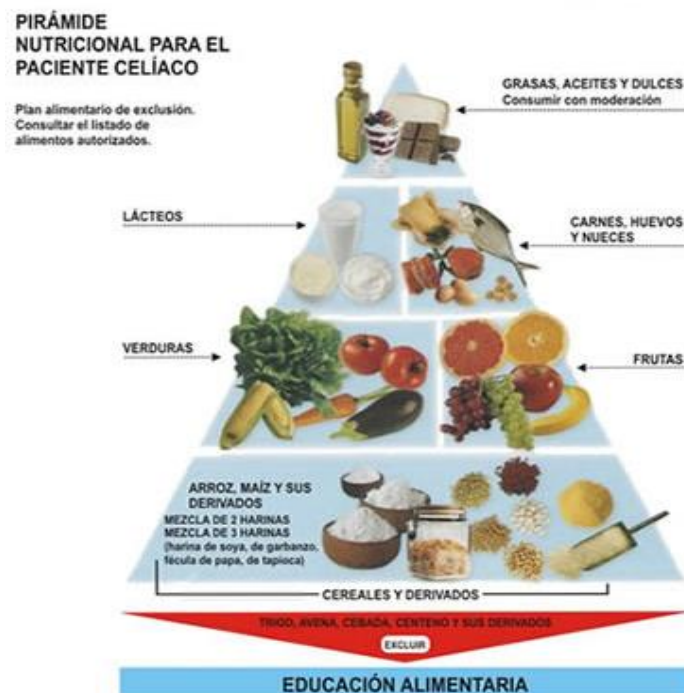 PIRÁMIDE
NUTRICIONAL PARA EL
PACIENTE CELÍACO
Plan alimentario de exclusión.
Consultar el listado de
alimentos autorizados.
GRASAS, ACEITES Y DULCES
Consumir con moderación
LÁCTEOS
CARNES, HUEVOS
Y NUECES
VERDURAS
FRUTAS
ARROZ, MAÍZ Y SUS
DERIVADOS
MEZCLA DE 2 HARINAS
MEZCLA DE 3 HARINAS
(harina de soya, de garbanzo,
fécula de papa, de tapioca)
CEREALES Y DERIVADOS
TRIGO, AVENA, CEBADA, CENTENO Y SUS DERIVADOS
EXCLUIR
EDUCACIÓN ALIMENTARIA